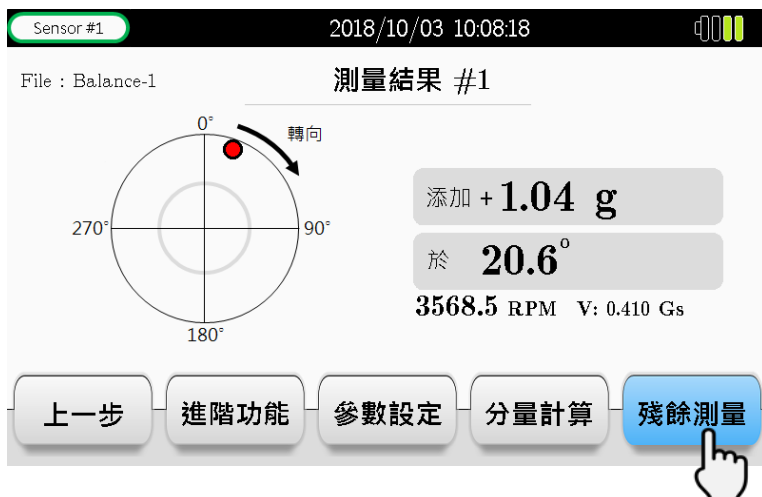 Sensor #1
2018/10/03 10:08:18
File : Balance-1
測量結果 #1
0°
轉向
270°
90°
180°
添加 + 1.04 g
於 20.6°
3568.5 RPM V: 0.410 Gs
上一步
進階功能
參數設定
分量計算
殘餘測量